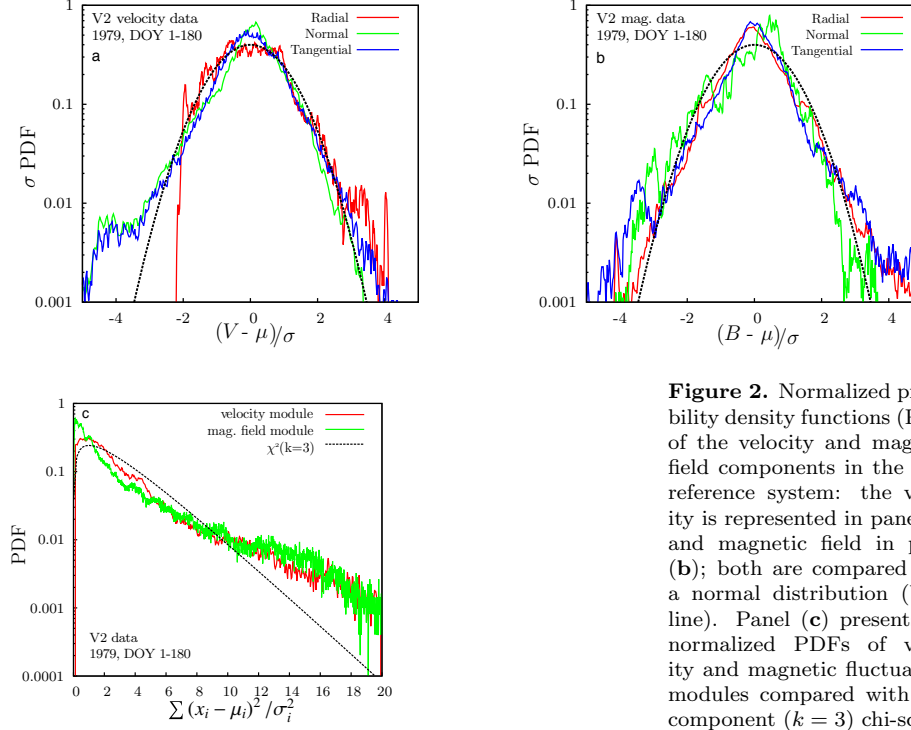 V2 velocity data
1979, DOY 1-180
a
Radial
Normal
Tangential
1
0.1
0.01
0.001
σ PDF
-4 -2 0 2 4
(V - μ)/σ
V2 mag. data
1979, DOY 1-180
b
Radial
Normal
Tangential
1
0.1
0.01
0.001
σ PDF
-4 -2 0 2 4
(B - μ)/σ
c
velocity module
mag. field module
χ²(k=3)
1
0.1
0.01
0.001
0.0001
PDF
V2 data
1979, DOY 1-180
0 2 4 6 8 10 12 14 16 18 20
∑ (xᵢ − μᵢ)² /σᵢ²
Figure 2. Normalized p
bility density functions (
of the velocity and mag
field components in the
reference system: the v
ity is represented in pane
and magnetic field in p
(b); both are compared
a normal distribution (
line). Panel (c) present
normalized PDFs of v
ity and magnetic fluctua
modules compared with
component (k = 3) chi-s